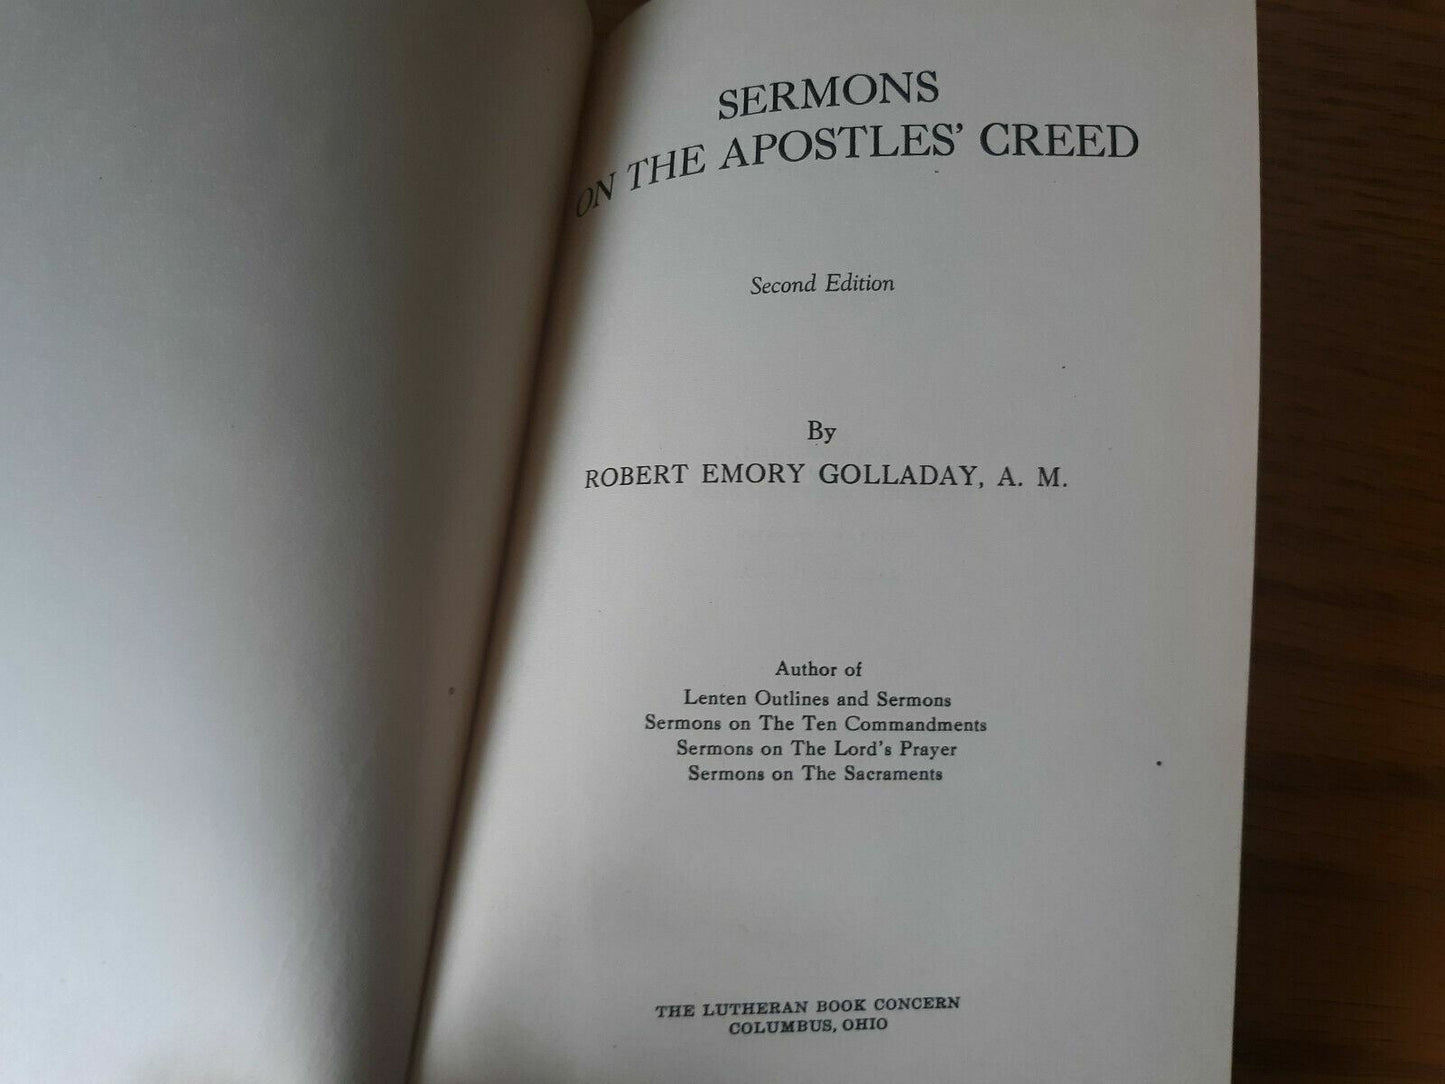 SERMONS
ON THE APOSTLES' CREED
Second Edition
By
ROBERT EMORY GOLLADAY, A. M.
Author of
Lenten Outlines and Sermons
Sermons on The Ten Commandments
Sermons on The Lord's Prayer
Sermons on The Sacraments
THE LUTHERAN BOOK CONCERN
COLUMBUS, OHIO